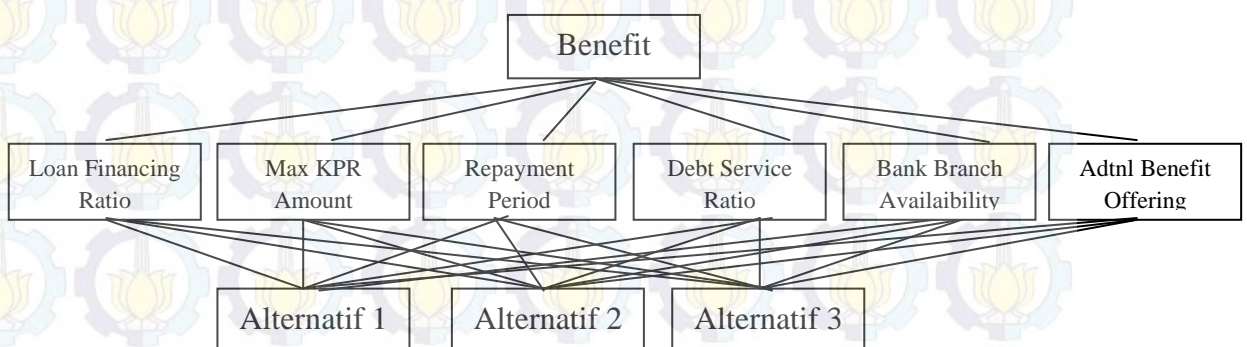 Benefit
Loan Financing
Ratio
Max KPR
Amount
Repayment
Period
Debt Service
Ratio
Bank Branch
Availaibility
Adtnl Benefit
Offering
Alternatif 1
Alternatif 2
Alternatif 3